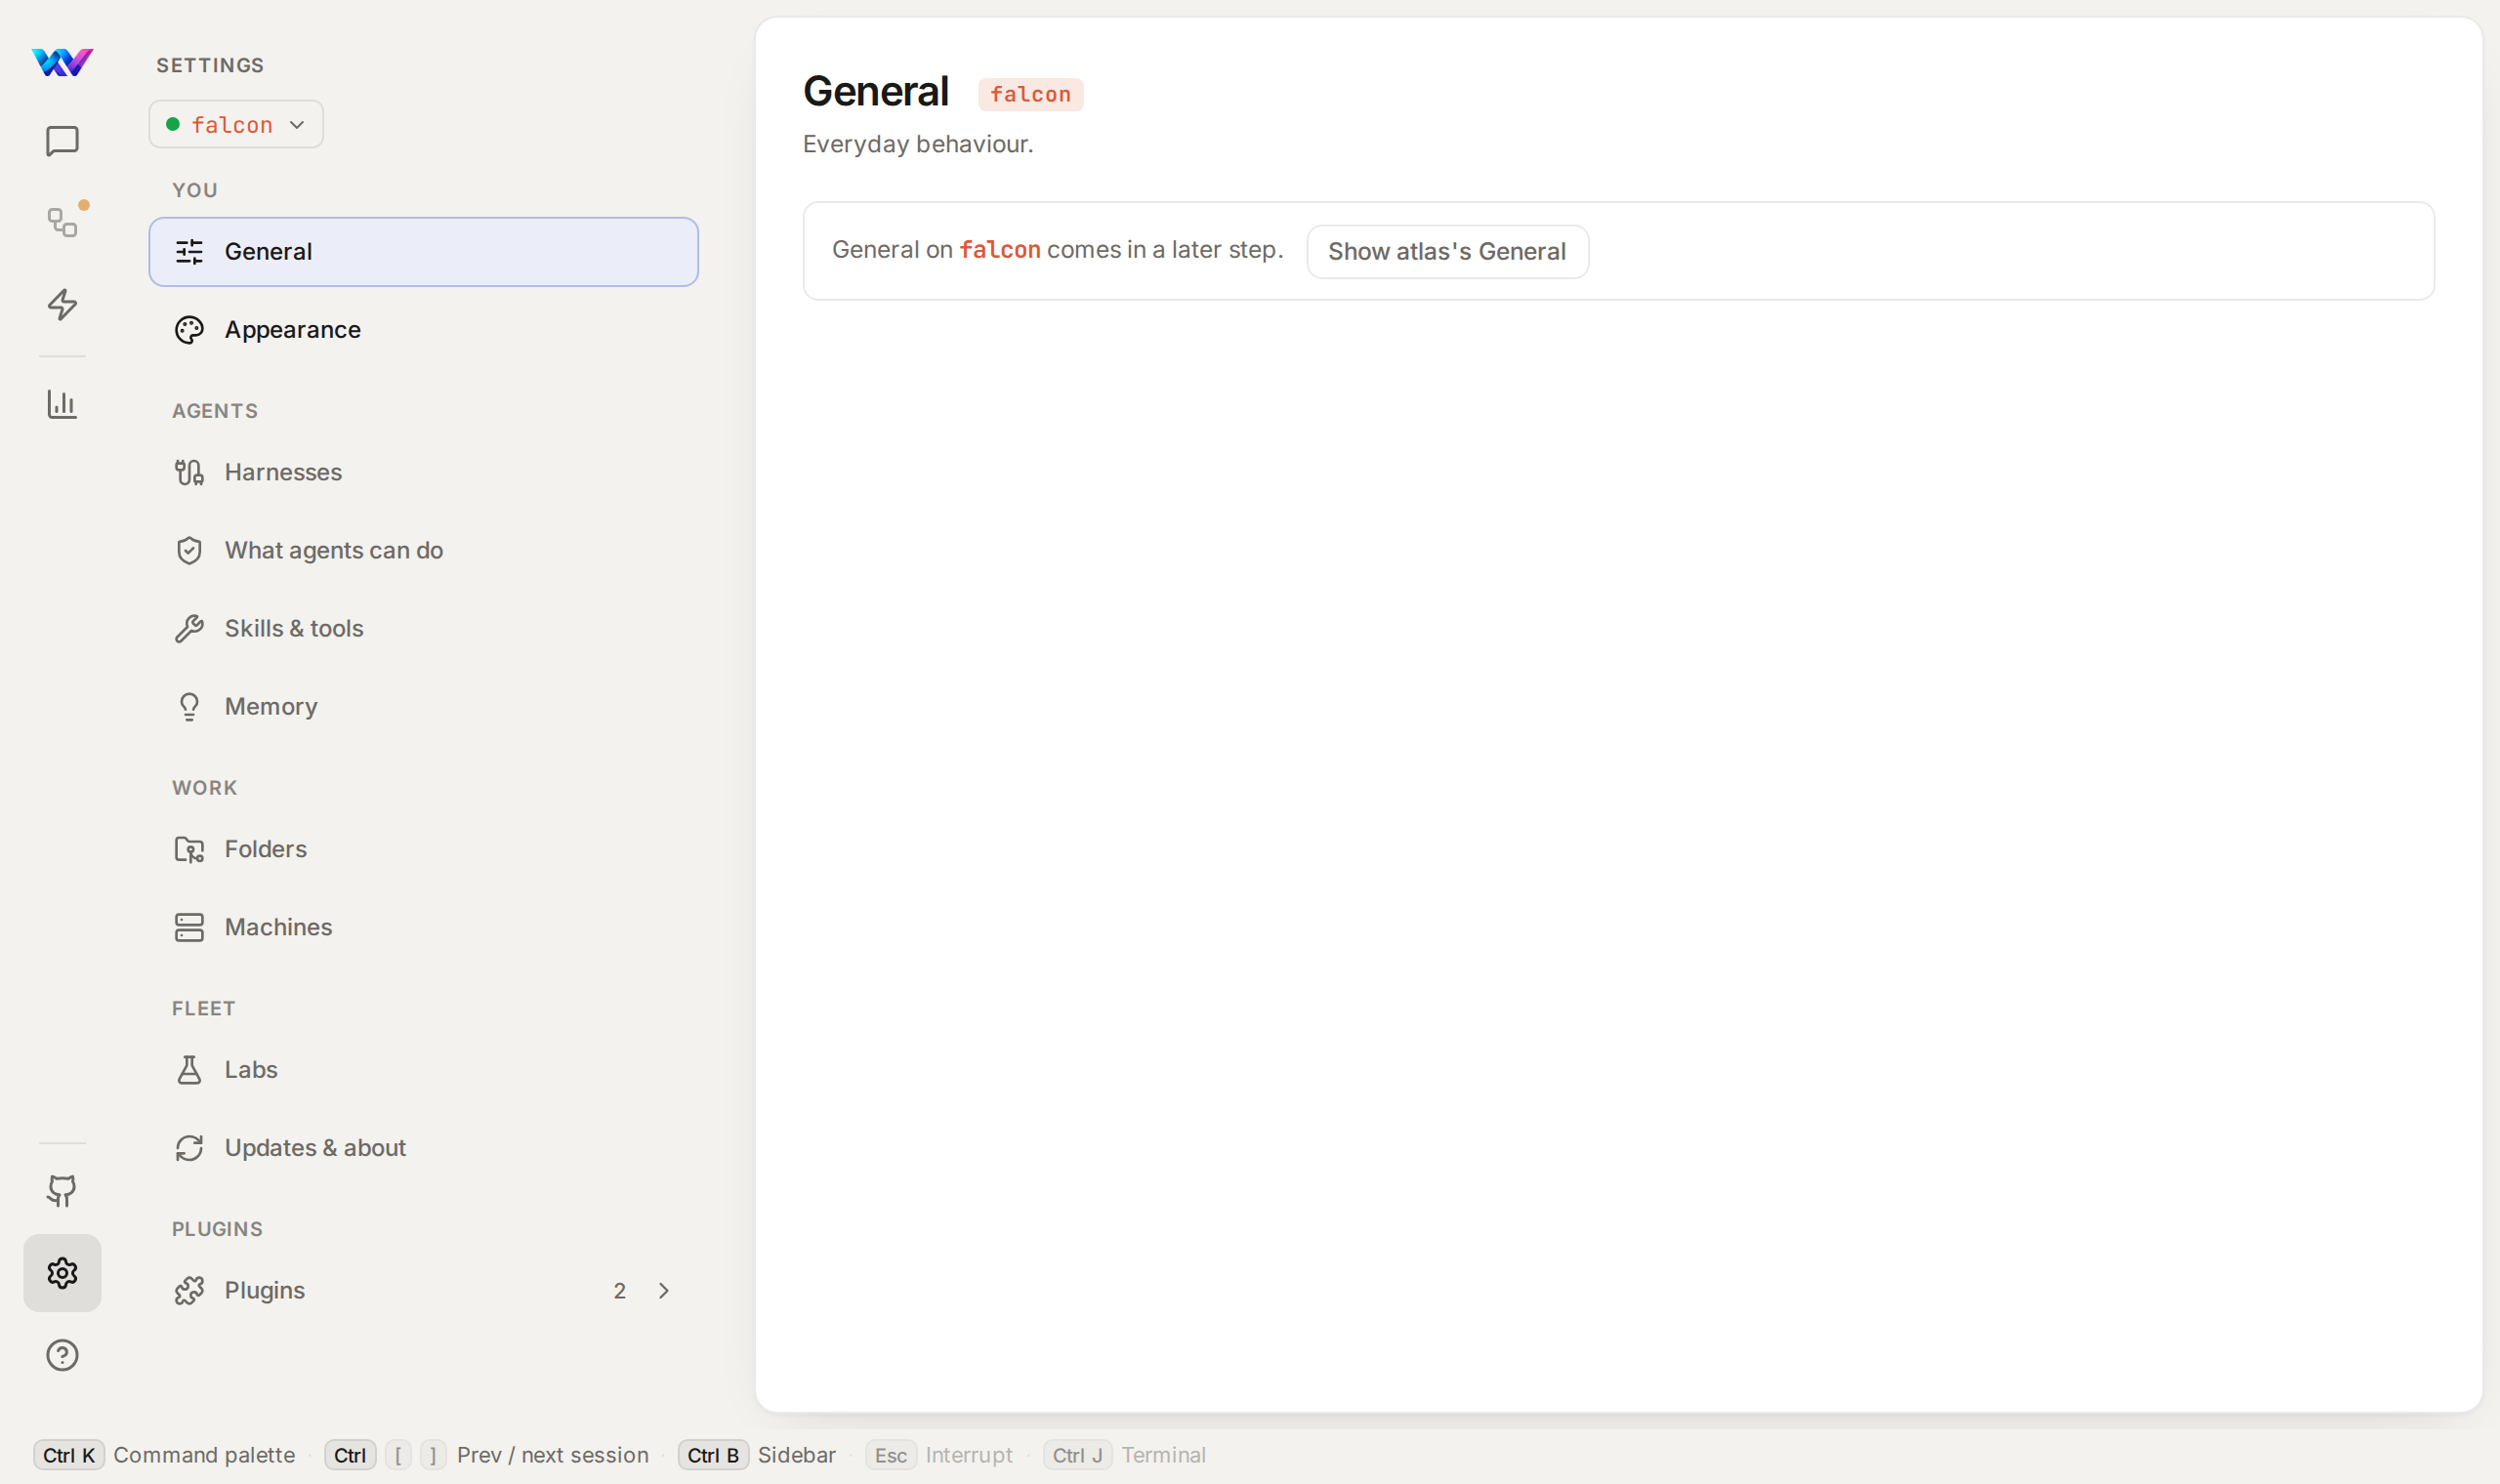 SETTINGS
falcon
YOU
General
Appearance
AGENTS
Harnesses
What agents can do
Skills & tools
Memory
WORK
Folders
Machines
FLEET
Labs
Updates & about
PLUGINS
Plugins 2
General falcon
Everyday behaviour.
General on falcon comes in a later step. Show atlas's General
Ctrl K Command palette · Ctrl [ ] Prev / next session · Ctrl B Sidebar · Esc Interrupt · Ctrl J Terminal